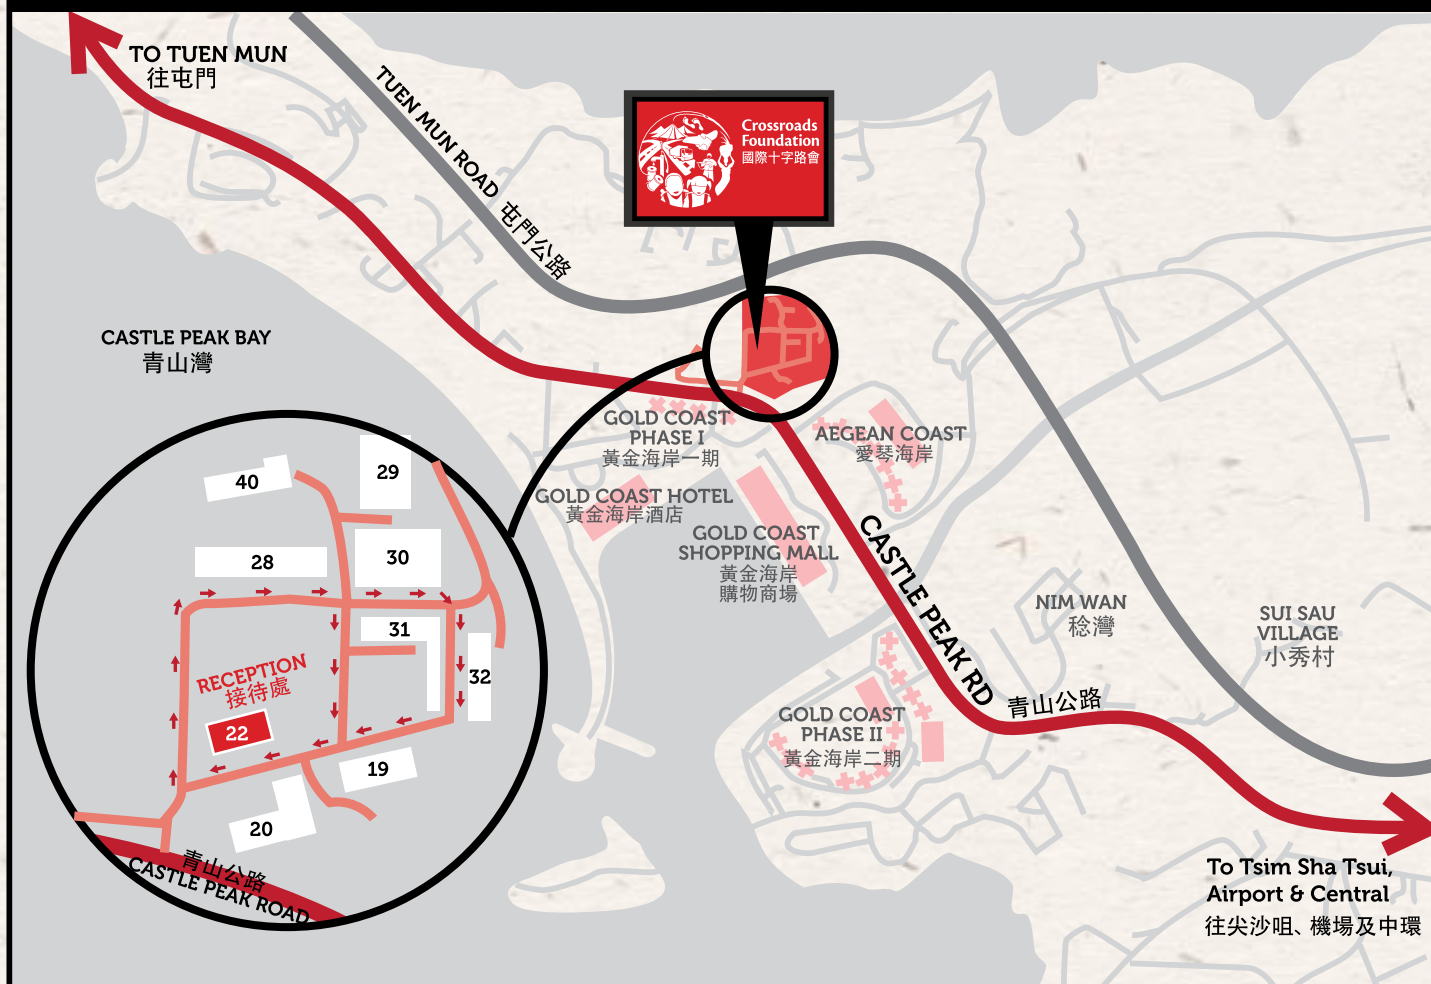 TO TUEN MUN
往屯門
TUEN MUN ROAD 屯門公路
Crossroads
Foundation
國際十字路會
CASTLE PEAK BAY
青山灣
GOLD COAST
PHASE I
黃金海岸一期
AEGEAN COAST
愛琴海岸
GOLD COAST HOTEL
黃金海岸酒店
GOLD COAST
SHOPPING MALL
黃金海岸
購物商場
CASTLE PEAK RD
青山公路
NIM WAN
稔灣
SUI SAU
VILLAGE
小秀村
GOLD COAST
PHASE II
黃金海岸二期
To Tsim Sha Tsui,
Airport & Central
往尖沙咀、機場及中環
40
29
28
30
31
32
RECEPTION
接待處
22
19
20
青山公路
CASTLE PEAK ROAD